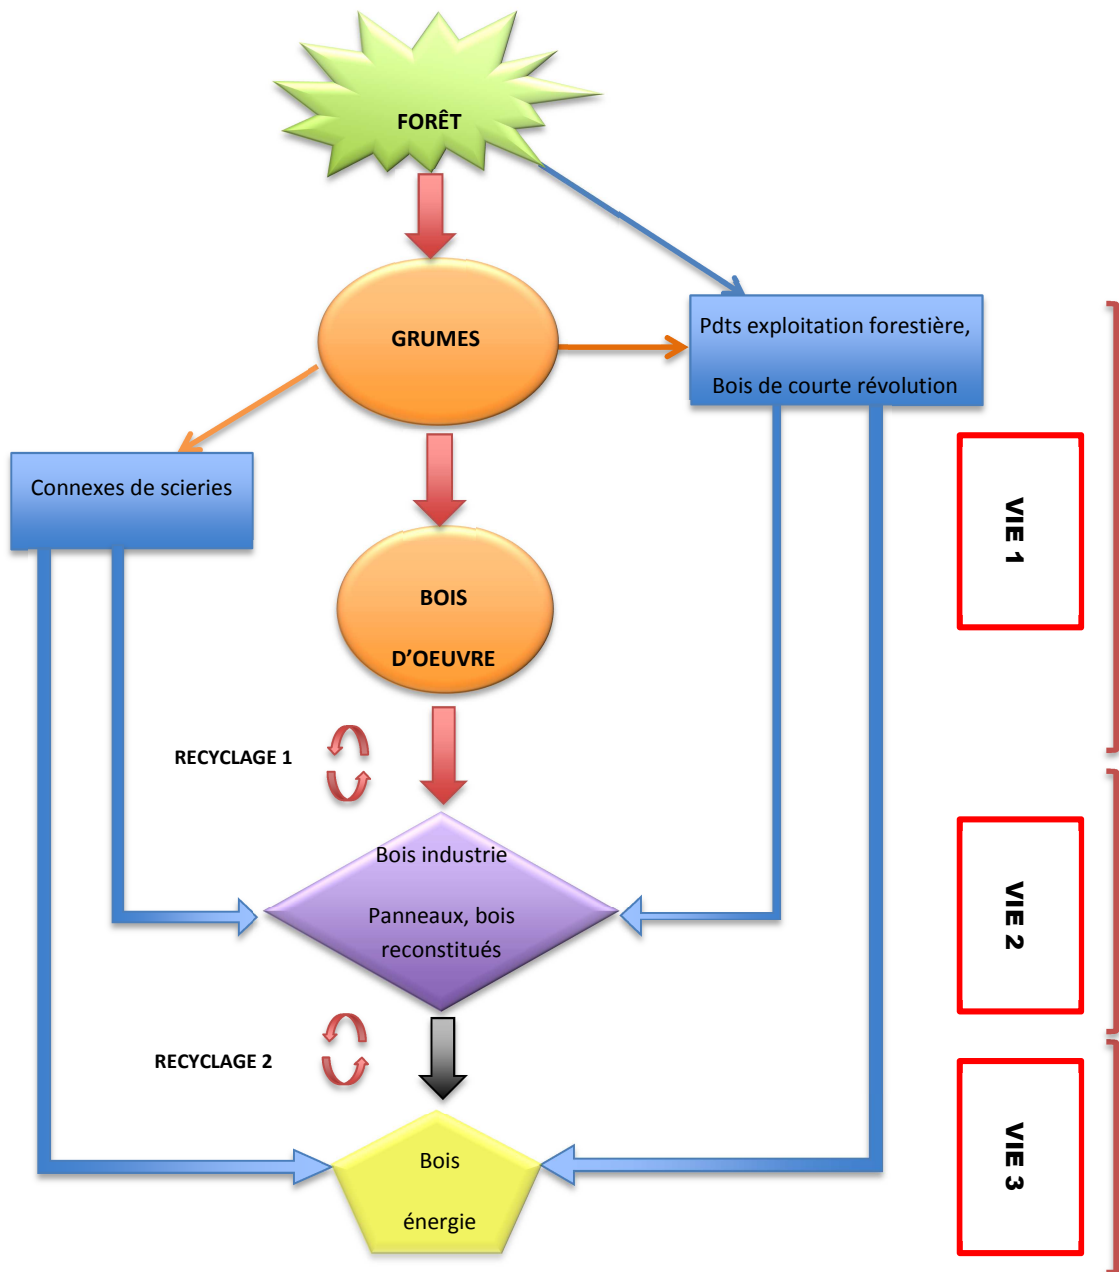 FORÊT
GRUMES
Pdts exploitation forestière,
Bois de courte révolution
Connexes de scieries
VIE 1
BOIS
D'OEUVRE
RECYCLAGE 1
Bois industrie
Panneaux, bois
reconstitués
VIE 2
RECYCLAGE 2
Bois
énergie
VIE 3